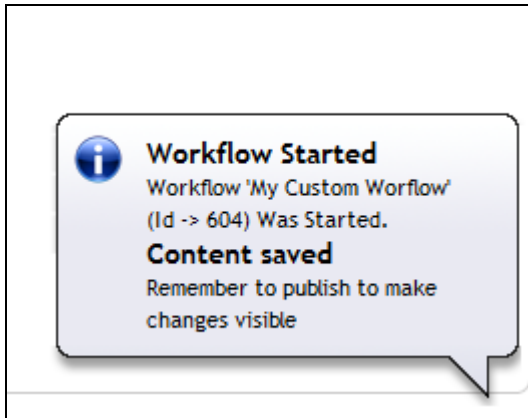 Workflow Started
Workflow 'My Custom Worflow'
(Id -> 604) Was Started.
Content saved
Remember to publish to make
changes visible